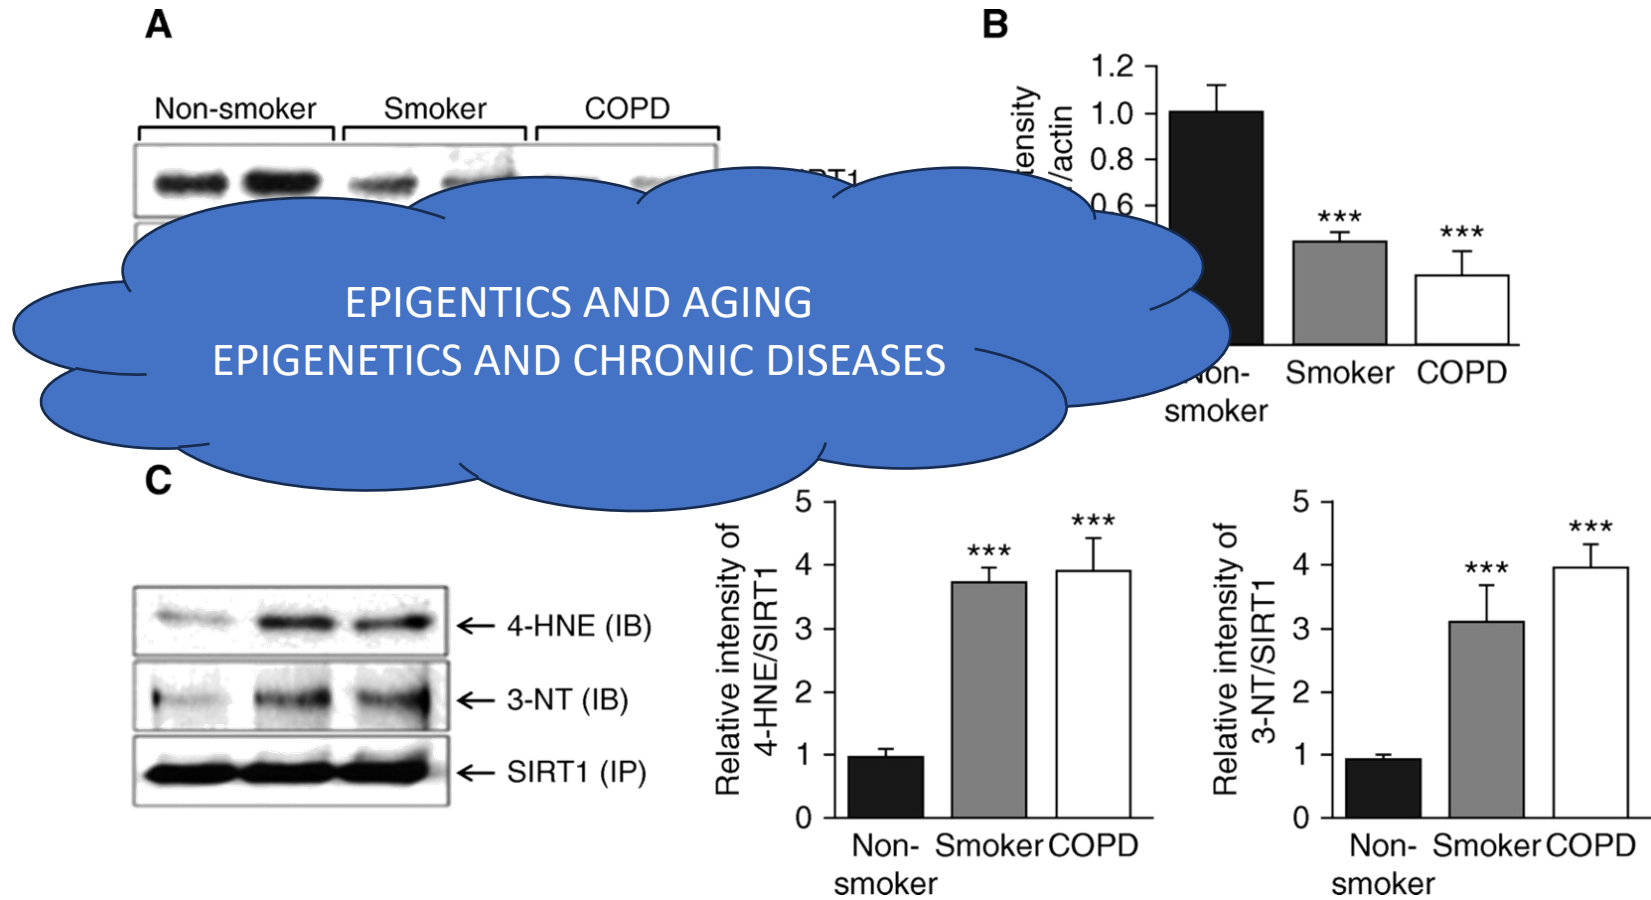 A
B
Non-smoker Smoker COPD
EPIGENTICS AND AGING
EPIGENETICS AND CHRONIC DISEASES
1.2
1.0
0.8
0.6
/actin
***
***
Non-
smoker
Smoker
COPD
C
4-HNE (IB)
3-NT (IB)
SIRT1 (IP)
Relative intensity of
4-HNE/SIRT1
5
4
3
2
1
0
***
***
Non-
smoker
Smoker
COPD
Relative intensity of
3-NT/SIRT1
5
4
3
2
1
0
***
***
Non-
smoker
Smoker
COPD